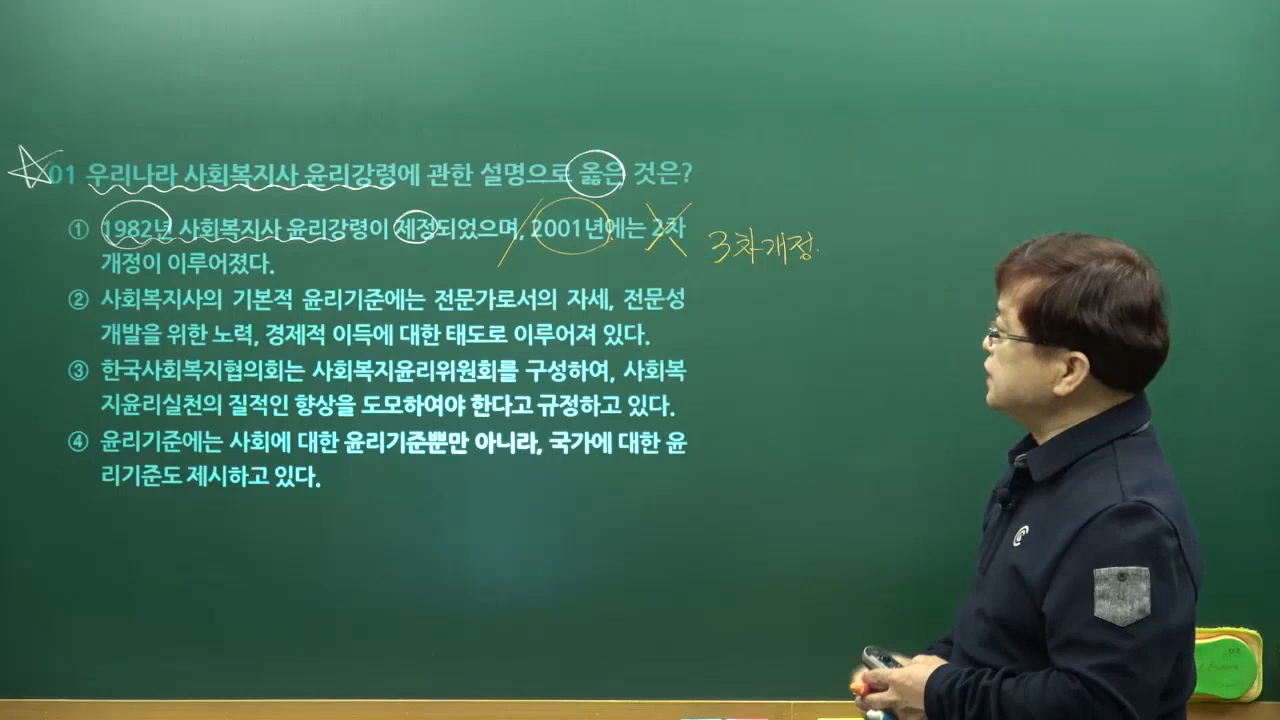 01 우리나라 사회복지사 윤리강령에 관한 설명으로 옳은 것은?
① 1982년 사회복지사 윤리강령이 제정되었으며, 2001년에는 2차 3차개정.
개정이 이루어졌다.
② 사회복지사의 기본적 윤리기준에는 전문가로서의 자세, 전문성
개발을 위한 노력, 경제적 이득에 대한 태도로 이루어져 있다.
③ 한국사회복지협의회는 사회복지윤리위원회를 구성하여, 사회복
지윤리실천의 질적인 향상을 도모하여야 한다고 규정하고 있다.
④ 윤리기준에는 사회에 대한 윤리기준뿐만 아니라, 국가에 대한 윤
리기준도 제시하고 있다.